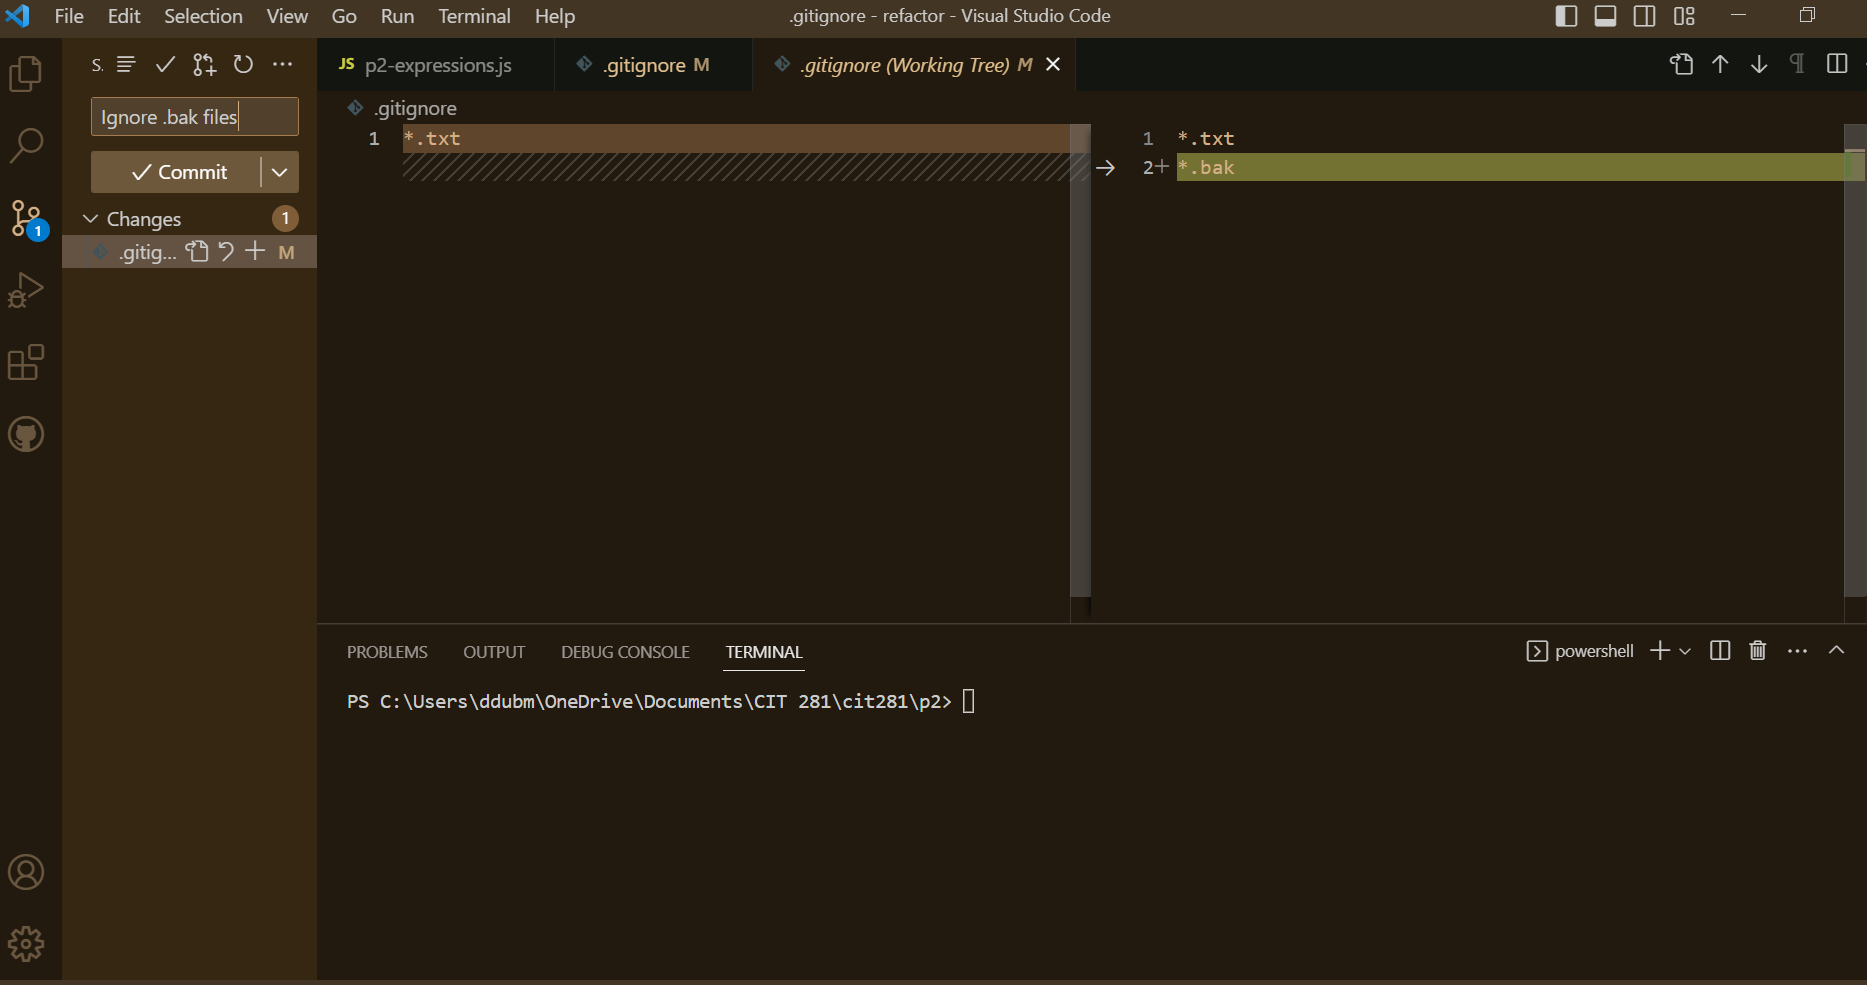 File Edit Selection View Go Run Terminal Help
.gitignore - refactor - Visual Studio Code
S.
Ignore .bak files
Commit
Changes 1
.gitig... M
1
JS p2-expressions.js
.gitignore M
.gitignore (Working Tree) M
.gitignore
1 *.txt
1 *.txt
2+ *.bak
PROBLEMS OUTPUT DEBUG CONSOLE TERMINAL
powershell
PS C:\Users\ddubm\OneDrive\Documents\CIT 281\cit281\p2>